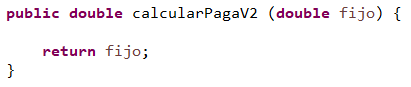 public double calcularPagaV2 (double fijo) {
return fijo;
}